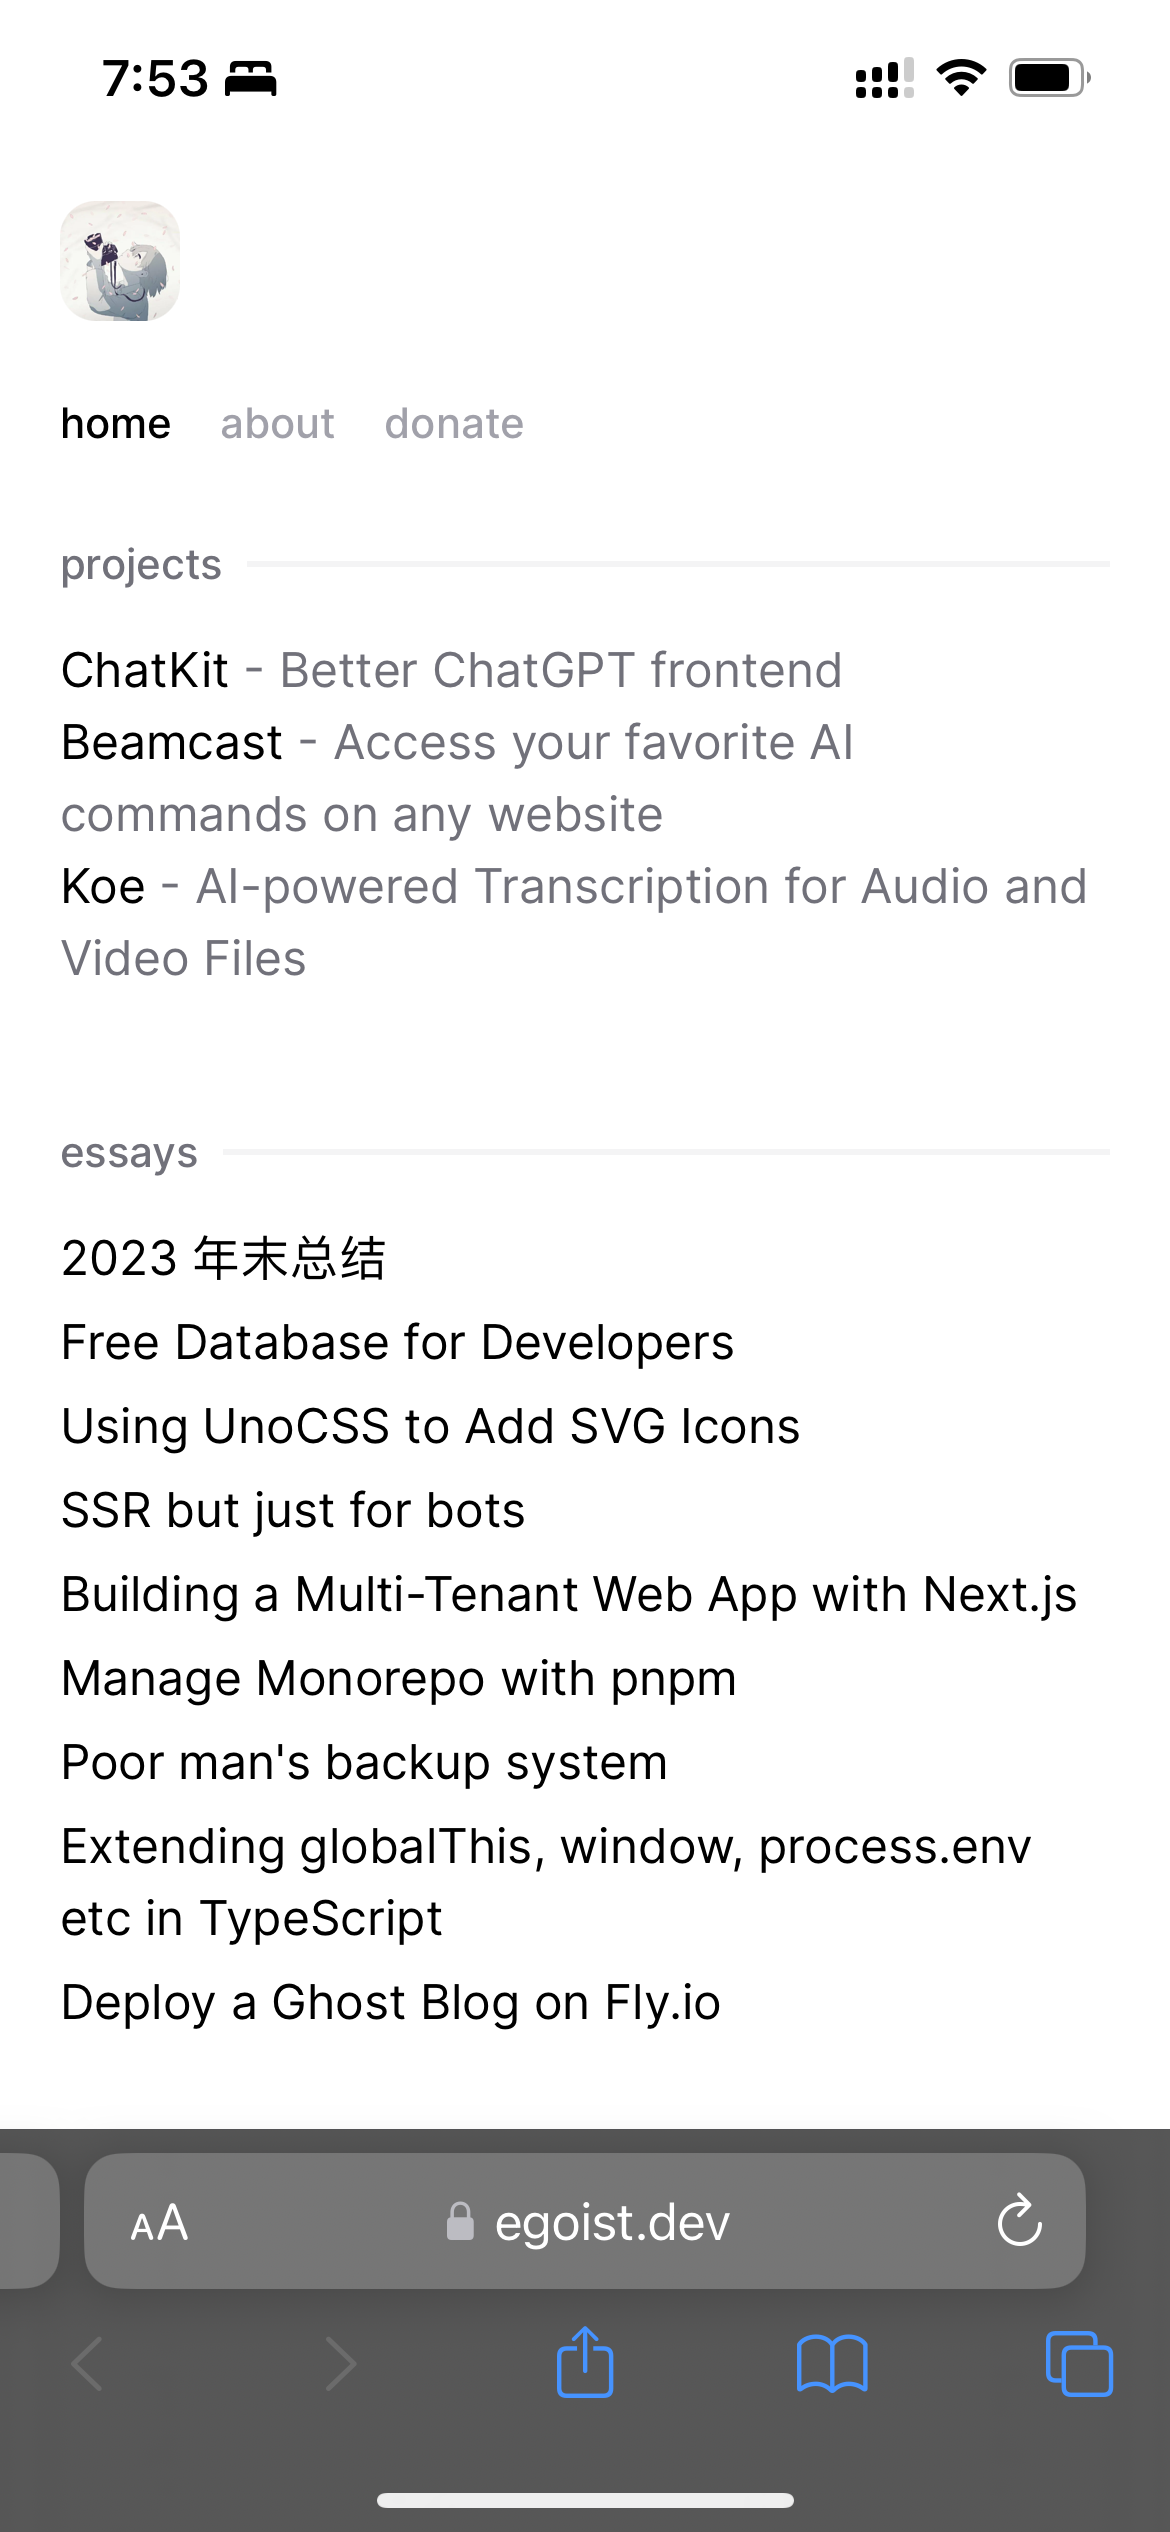 7:53
home about donate
projects
ChatKit - Better ChatGPT frontend
Beamcast - Access your favorite AI
commands on any website
Koe - AI-powered Transcription for Audio and
Video Files
essays
2023 年末总结
Free Database for Developers
Using UnoCSS to Add SVG Icons
SSR but just for bots
Building a Multi-Tenant Web App with Next.js
Manage Monorepo with pnpm
Poor man's backup system
Extending globalThis, window, process.env
etc in TypeScript
Deploy a Ghost Blog on Fly.io
AA egoist.dev